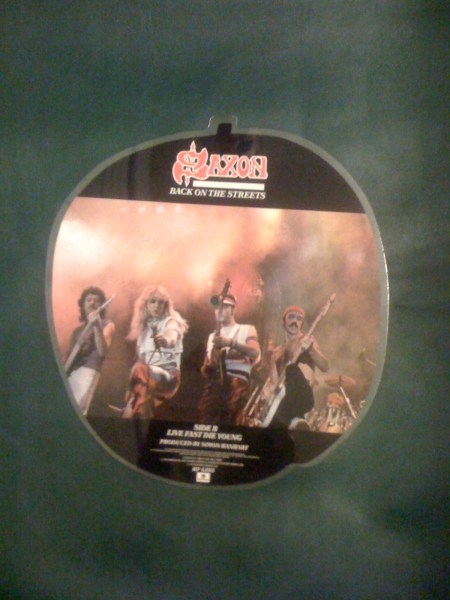 SAXON
BACK ON THE STREETS
SIDE B
LIVE FAST DIE YOUNG
PRODUCED BY SIMON HANHART